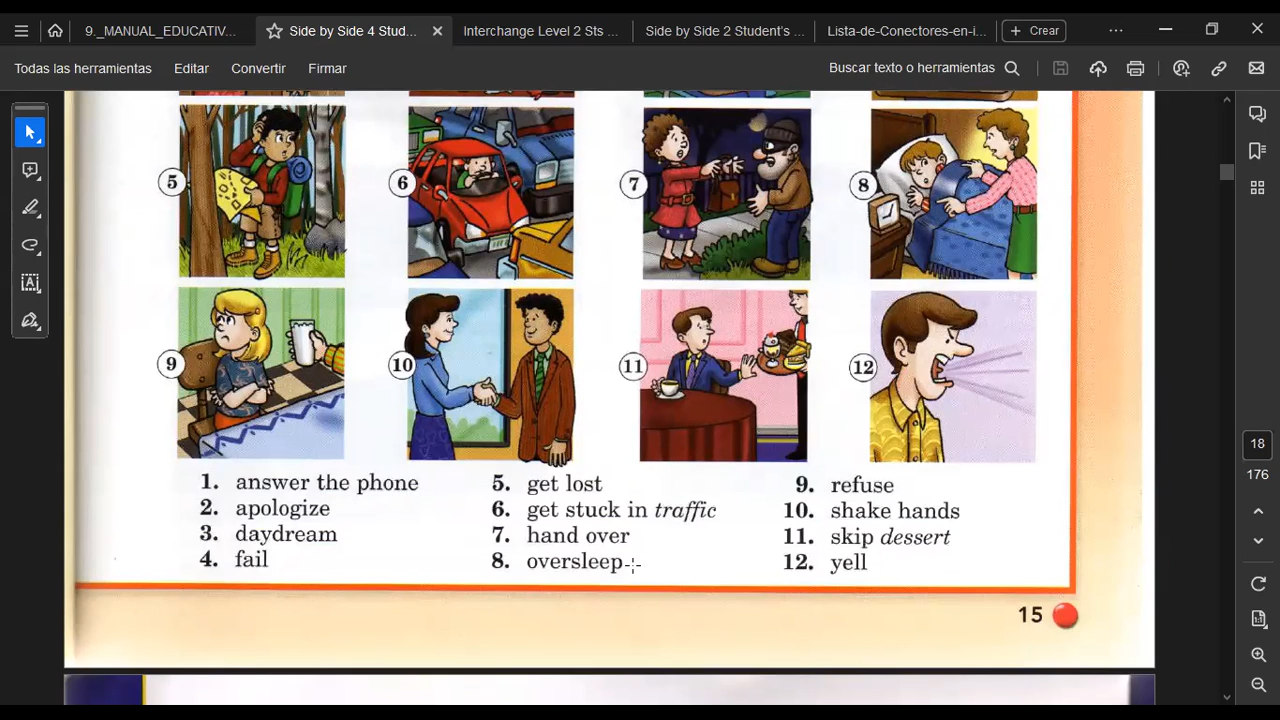 9._MANUAL_EDUCATIV...
Side by Side 4 Stud...
Interchange Level 2 Sts ...
Side by Side 2 Student's ...
Lista-de-Conectores-en-i...
+ Crear
Todas las herramientas
Editar
Convertir
Firmar
Buscar texto o herramientas
5
6
7
8
9
10
11
12
1. answer the phone
2. apologize
3. daydream
4. fail
5. get lost
6. get stuck in traffic
7. hand over
8. oversleep
9. refuse
10. shake hands
11. skip dessert
12. yell
15
18
176